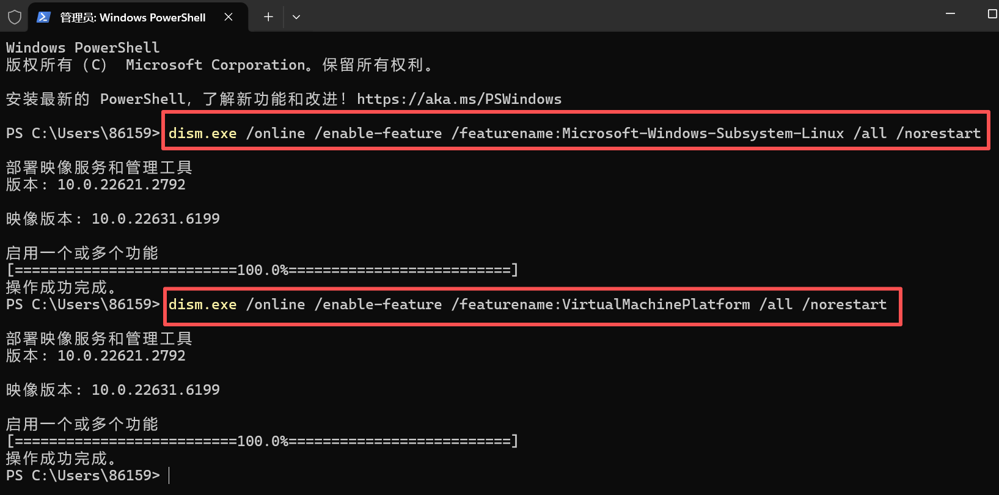 管理员: Windows PowerShell
Windows PowerShell
版权所有 (C) Microsoft Corporation。保留所有权利。
安装最新的 PowerShell，了解新功能和改进！https://aka.ms/PSWindows
PS C:\Users\86159> dism.exe /online /enable-feature /featurename:Microsoft-Windows-Subsystem-Linux /all /norestart
部署映像服务和管理工具
版本: 10.0.22621.2792
映像版本: 10.0.22631.6199
启用一个或多个功能
[==========================100.0%==========================]
操作成功完成。
PS C:\Users\86159> dism.exe /online /enable-feature /featurename:VirtualMachinePlatform /all /norestart
部署映像服务和管理工具
版本: 10.0.22621.2792
映像版本: 10.0.22631.6199
启用一个或多个功能
[==========================100.0%==========================]
操作成功完成。
PS C:\Users\86159>